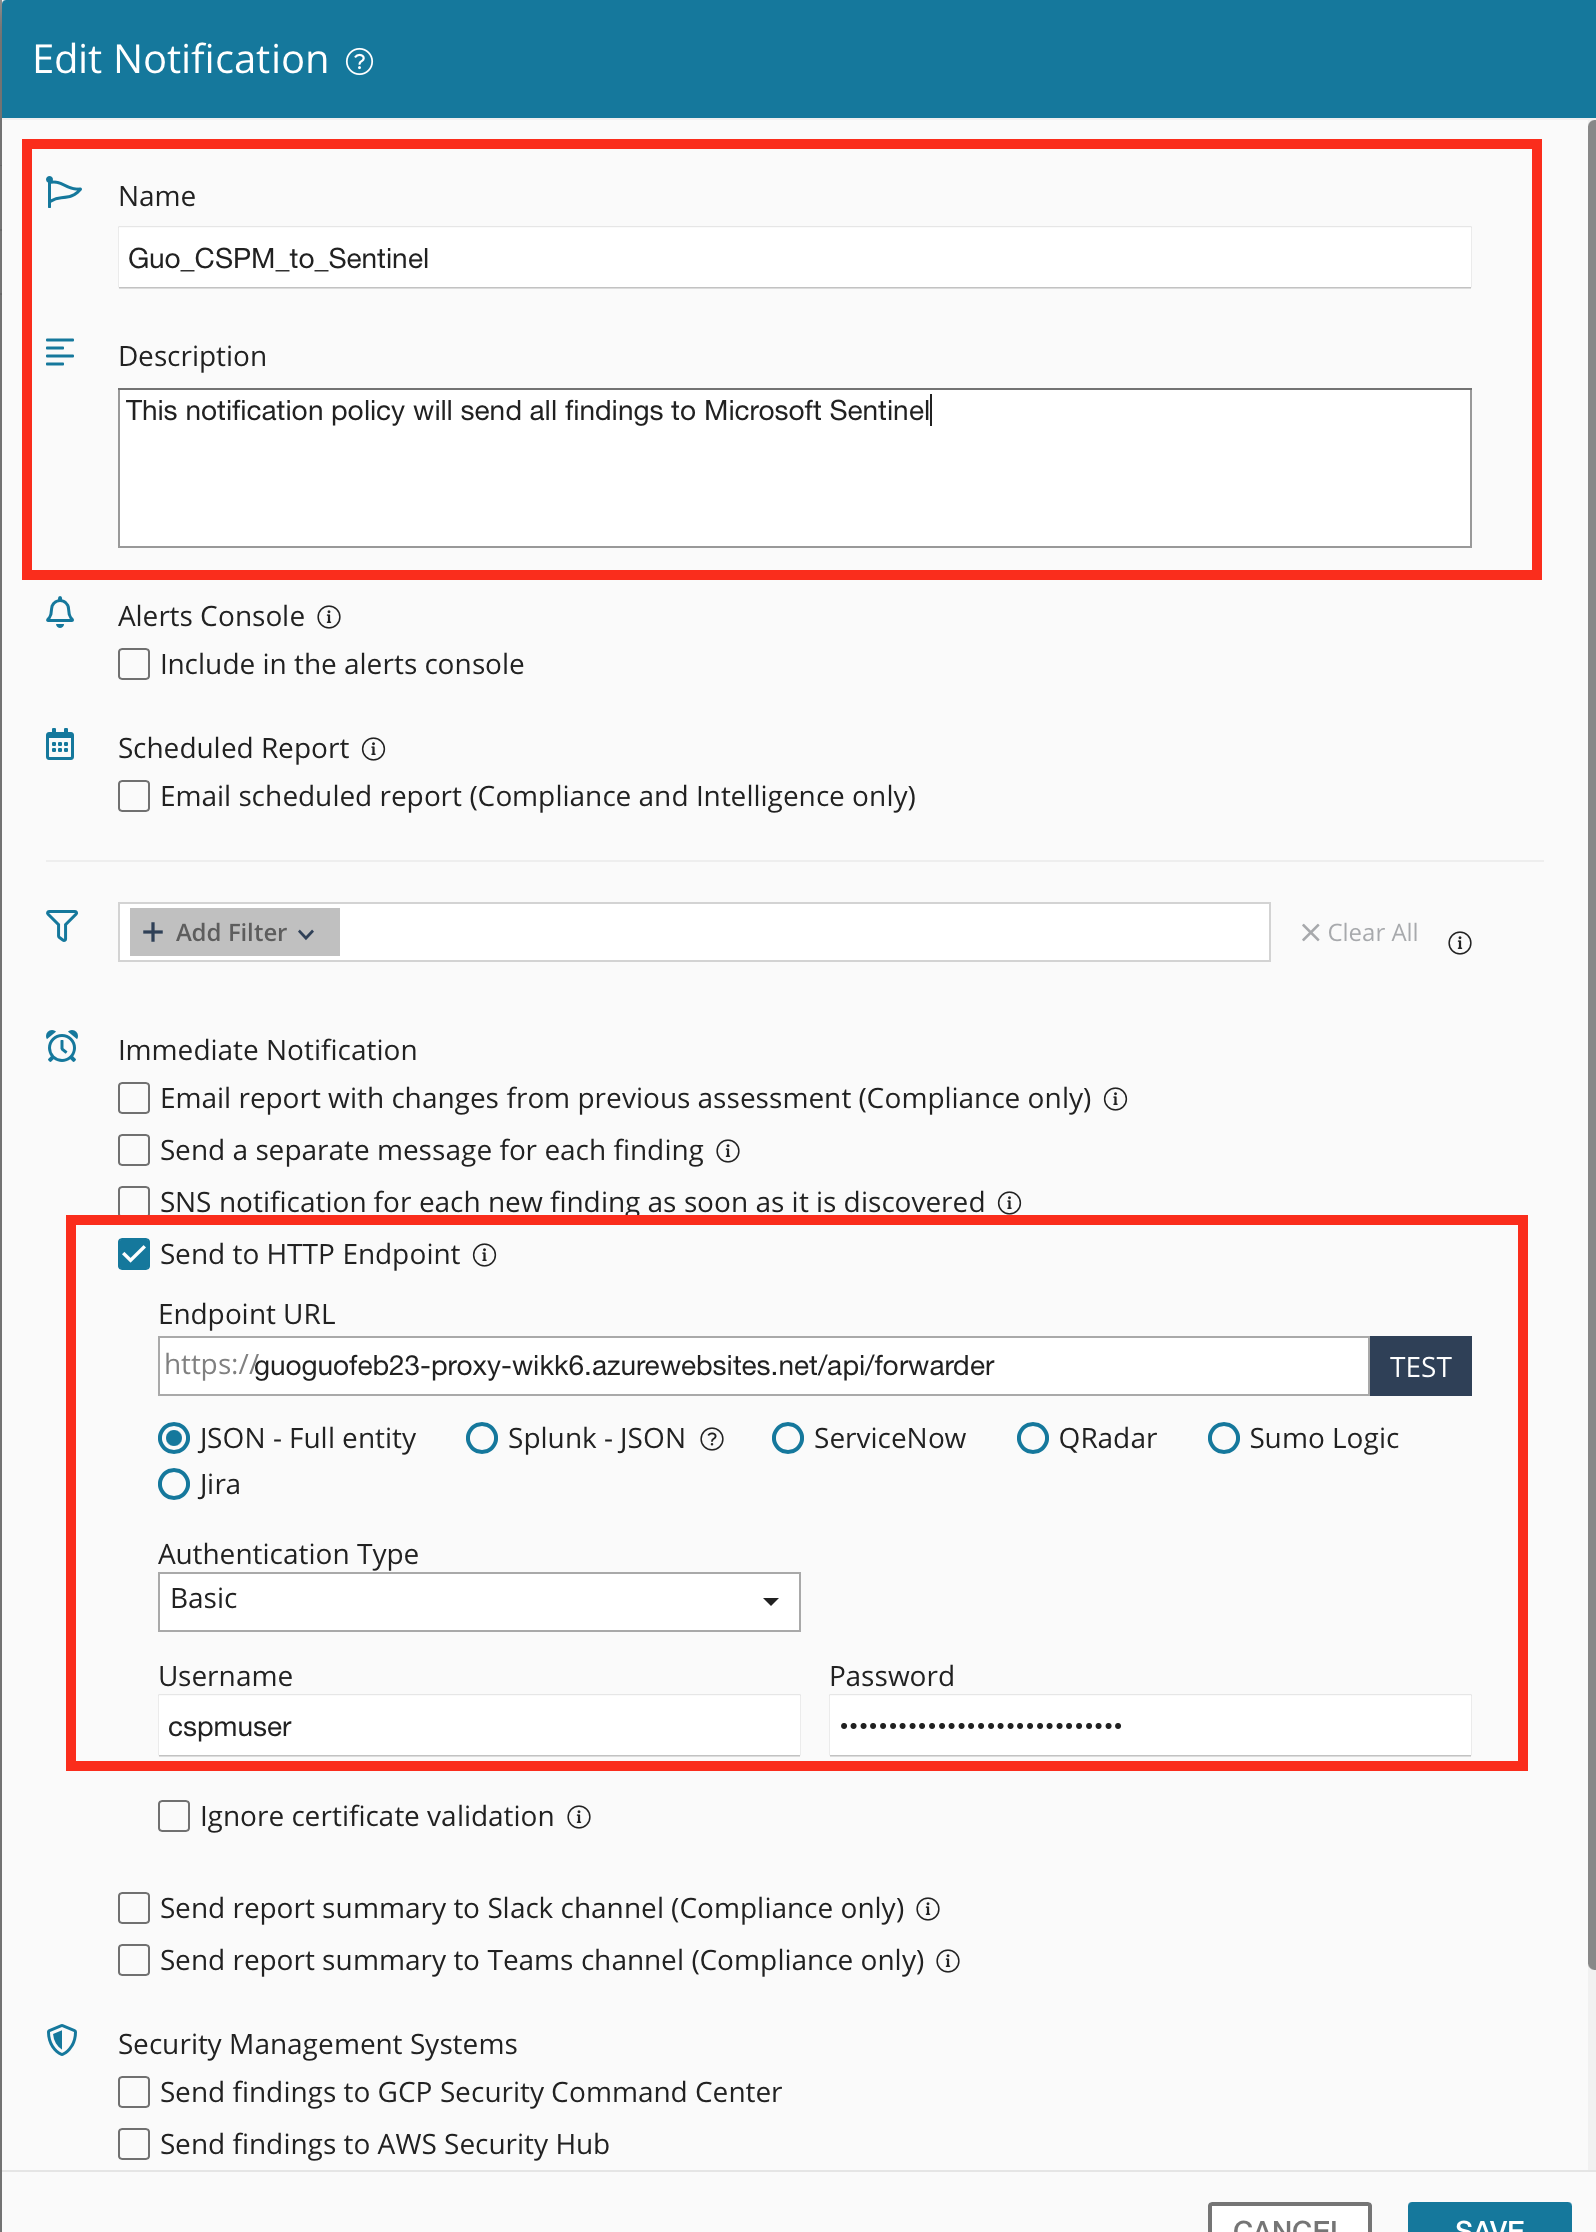 Edit Notification
Name
Guo_CSPM_to_Sentinel
Description
This notification policy will send all findings to Microsoft Sentinel
Alerts Console
Include in the alerts console
Scheduled Report
Email scheduled report (Compliance and Intelligence only)
+ Add Filter
Clear All
Immediate Notification
Email report with changes from previous assessment (Compliance only)
Send a separate message for each finding
SNS notification for each new finding as soon as it is discovered
Send to HTTP Endpoint
Endpoint URL
https://guoguofeb23-proxy-wikk6.azurewebsites.net/api/forwarder TEST
JSON - Full entity Splunk - JSON ServiceNow QRadar Sumo Logic
Jira
Authentication Type
Basic
Username Password
cspmuser •••••••••••••••••••••••••••••
Ignore certificate validation
Send report summary to Slack channel (Compliance only)
Send report summary to Teams channel (Compliance only)
Security Management Systems
Send findings to GCP Security Command Center
Send findings to AWS Security Hub
CANCEL SAVE